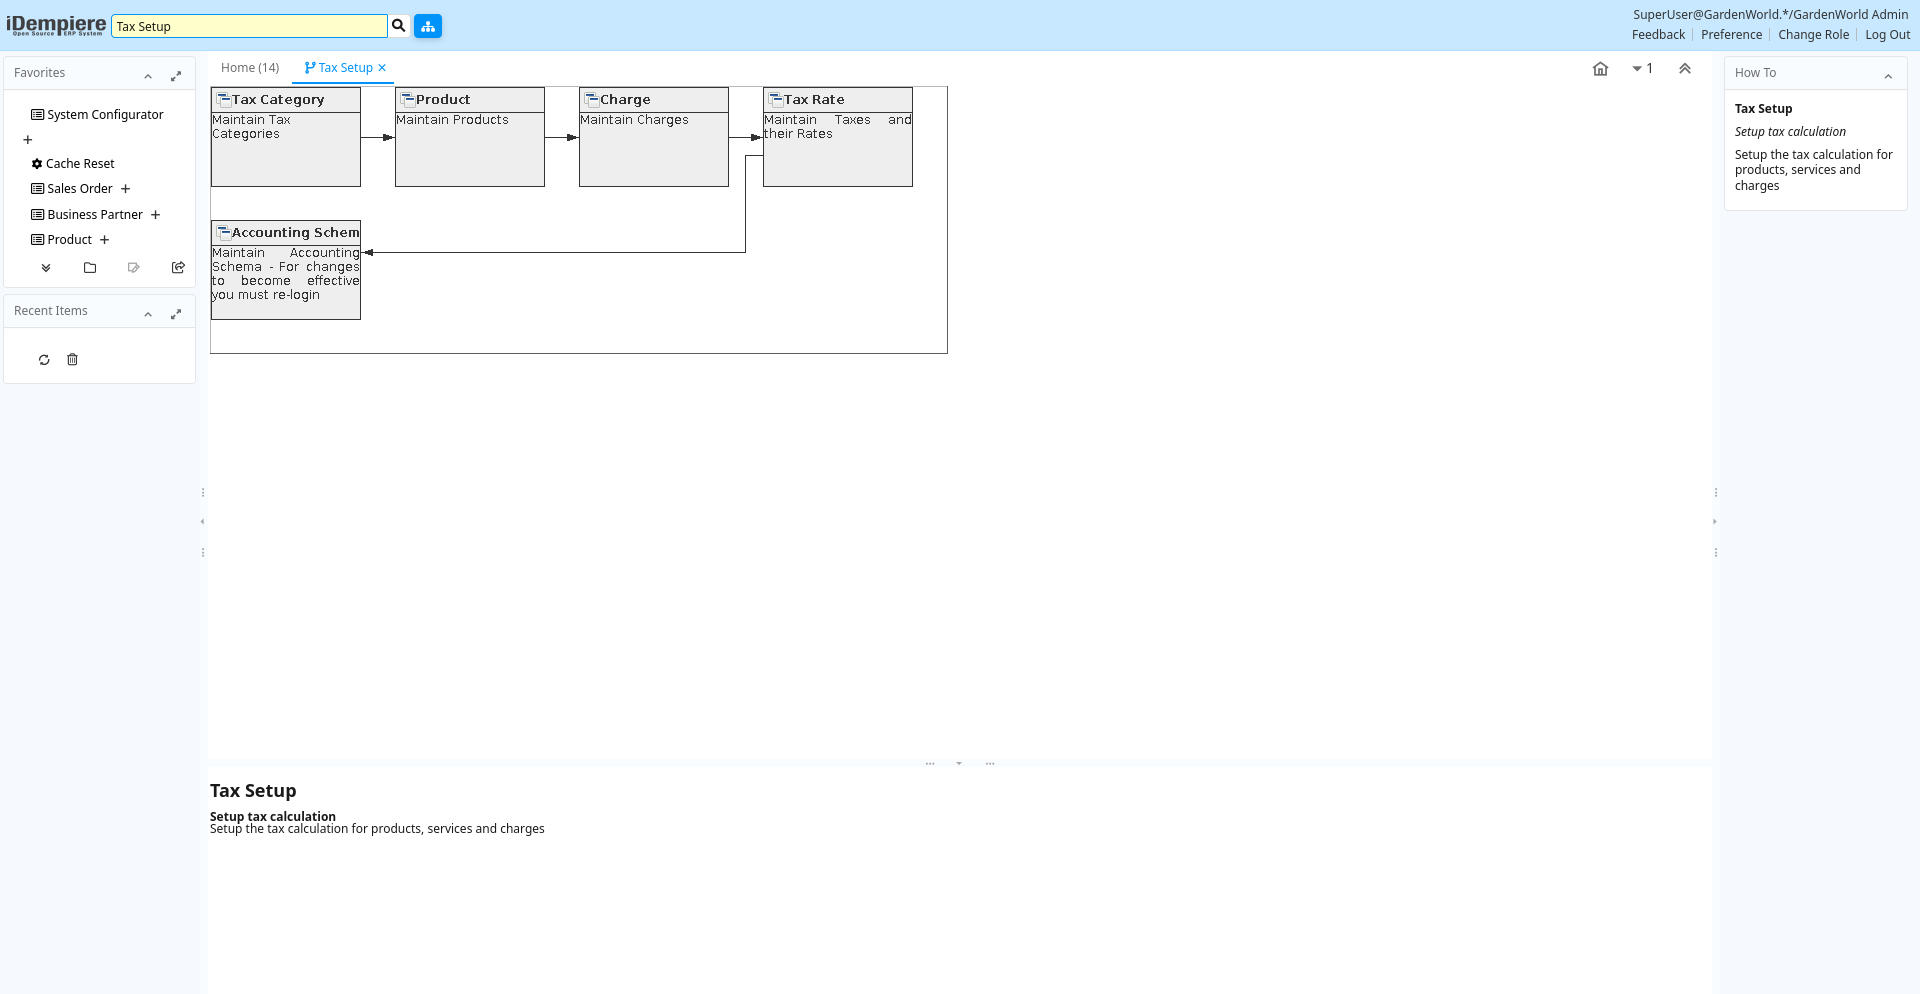 iDempiere
Open Source ERP System
Tax Setup
SuperUser@GardenWorld.*/GardenWorld Admin
Feedback
Preference
Change Role
Log Out
Favorites
System Configurator
Cache Reset
Sales Order
Business Partner
Product
Recent Items
Home (14)
Tax Setup
1
Tax Category
Maintain Tax
Categories
Product
Maintain Products
Charge
Maintain Charges
Tax Rate
Maintain Taxes and
their Rates
Accounting Schem
Maintain Accounting
Schema - For changes
to become effective
you must re-login
Tax Setup
Setup tax calculation
Setup the tax calculation for products, services and charges
How To
Tax Setup
Setup tax calculation
Setup the tax calculation for
products, services and
charges